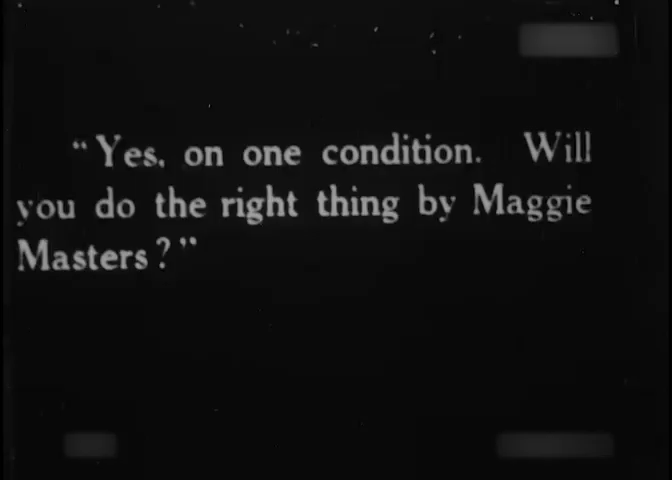 “Yes, on one condition. Will
you do the right thing by Maggie
Masters?”